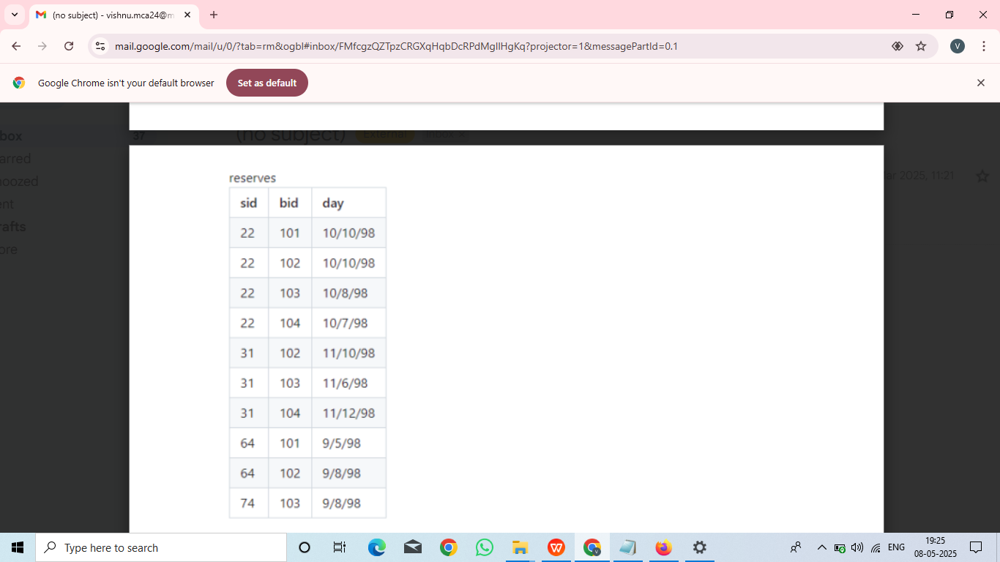 (no subject) - vishnu.mca24@m
mail.google.com/mail/u/0/?tab=rm&ogbl#inbox/FMfcgzQZTpzCRGXqHqbDcRPdMgllHgKq?projector=1&messagePartId=0.1
V
Google Chrome isn't your default browser
Set as default
box
37
(no subject)
External
Inbox ×
arred
ar 2025, 11:21
noozed
ent
rafts
ore
reserves
sid bid day
22 101 10/10/98
22 102 10/10/98
22 103 10/8/98
22 104 10/7/98
31 102 11/10/98
31 103 11/6/98
31 104 11/12/98
64 101 9/5/98
64 102 9/8/98
74 103 9/8/98
Type here to search
ENG
19:25
08-05-2025